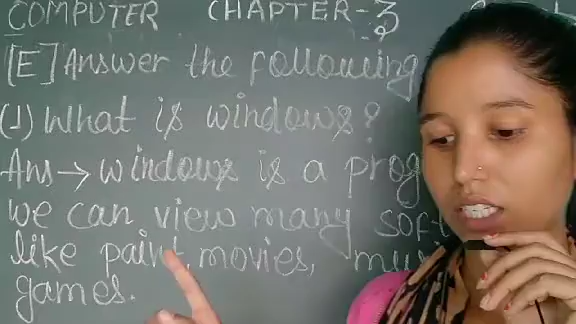 COMPUTER CHAPTER-3
[E] Answer the following
(1) What is windows?
Ans → windows is a prog
we can view many soft
like paint, movies, mu
games.